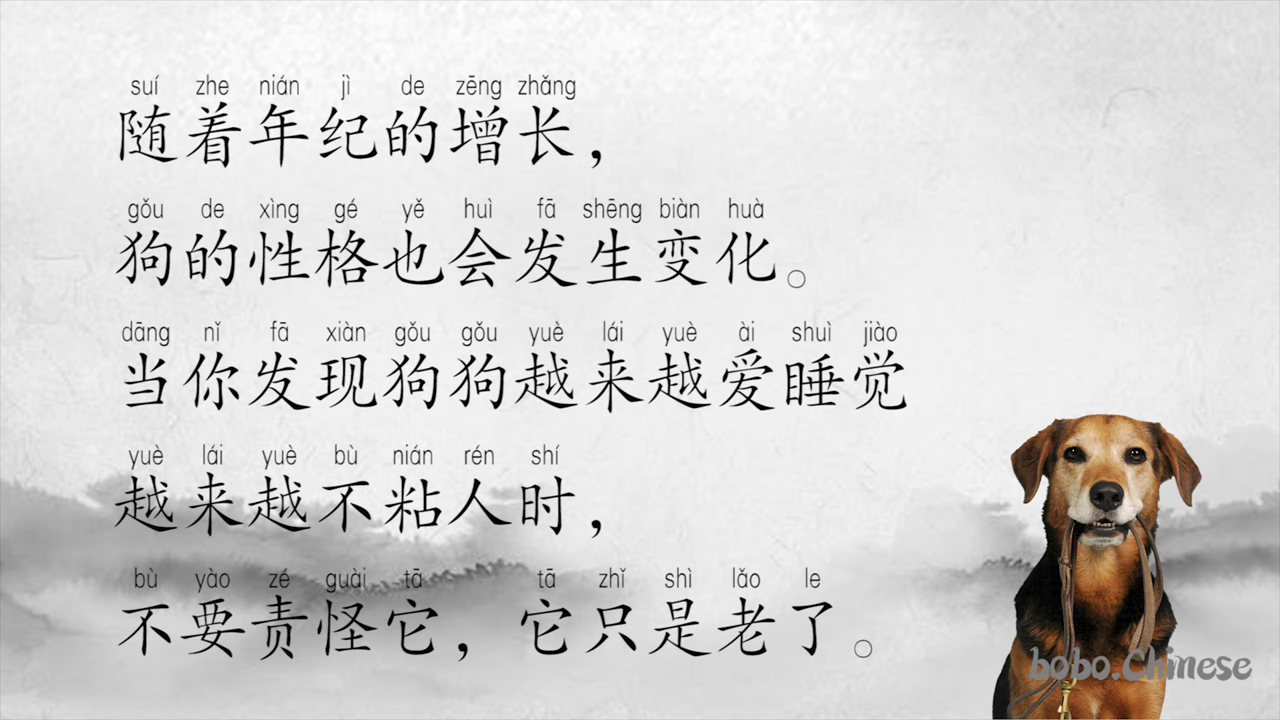 suí zhe nián jì de zēng zhǎng
随着年纪的增长，
gǒu de xìng gé yě huì fā shēng biàn huà
狗的性格也会发生变化。
dāng nǐ fā xiàn gǒu gǒu yuè lái yuè ài shuì jiào
当你发现狗狗越来越爱睡觉
yuè lái yuè bù nián rén shí
越来越不粘人时，
bù yào zé guài tā tā zhǐ shì lǎo le
不要责怪它，它只是老了。
bobo.Chinese